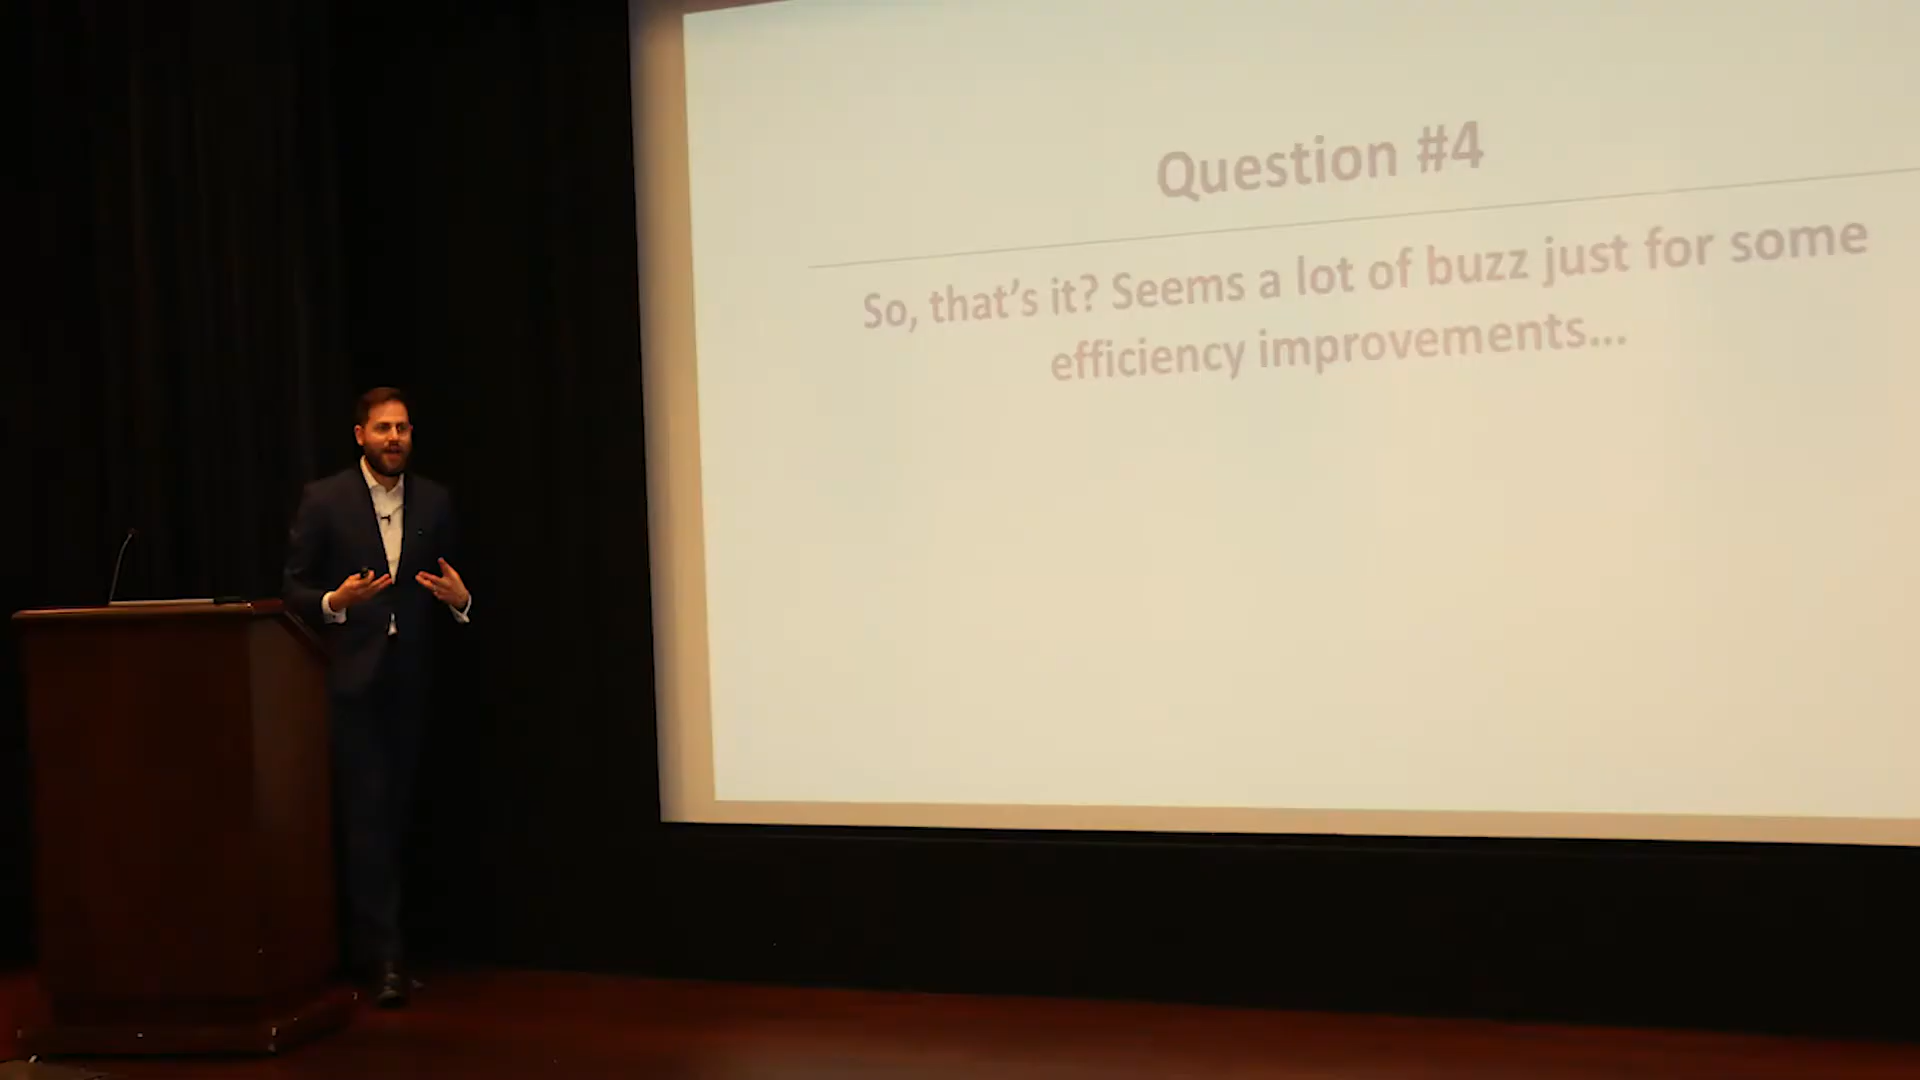 Question #4
So, that's it? Seems a lot of buzz just for some
efficiency improvements...